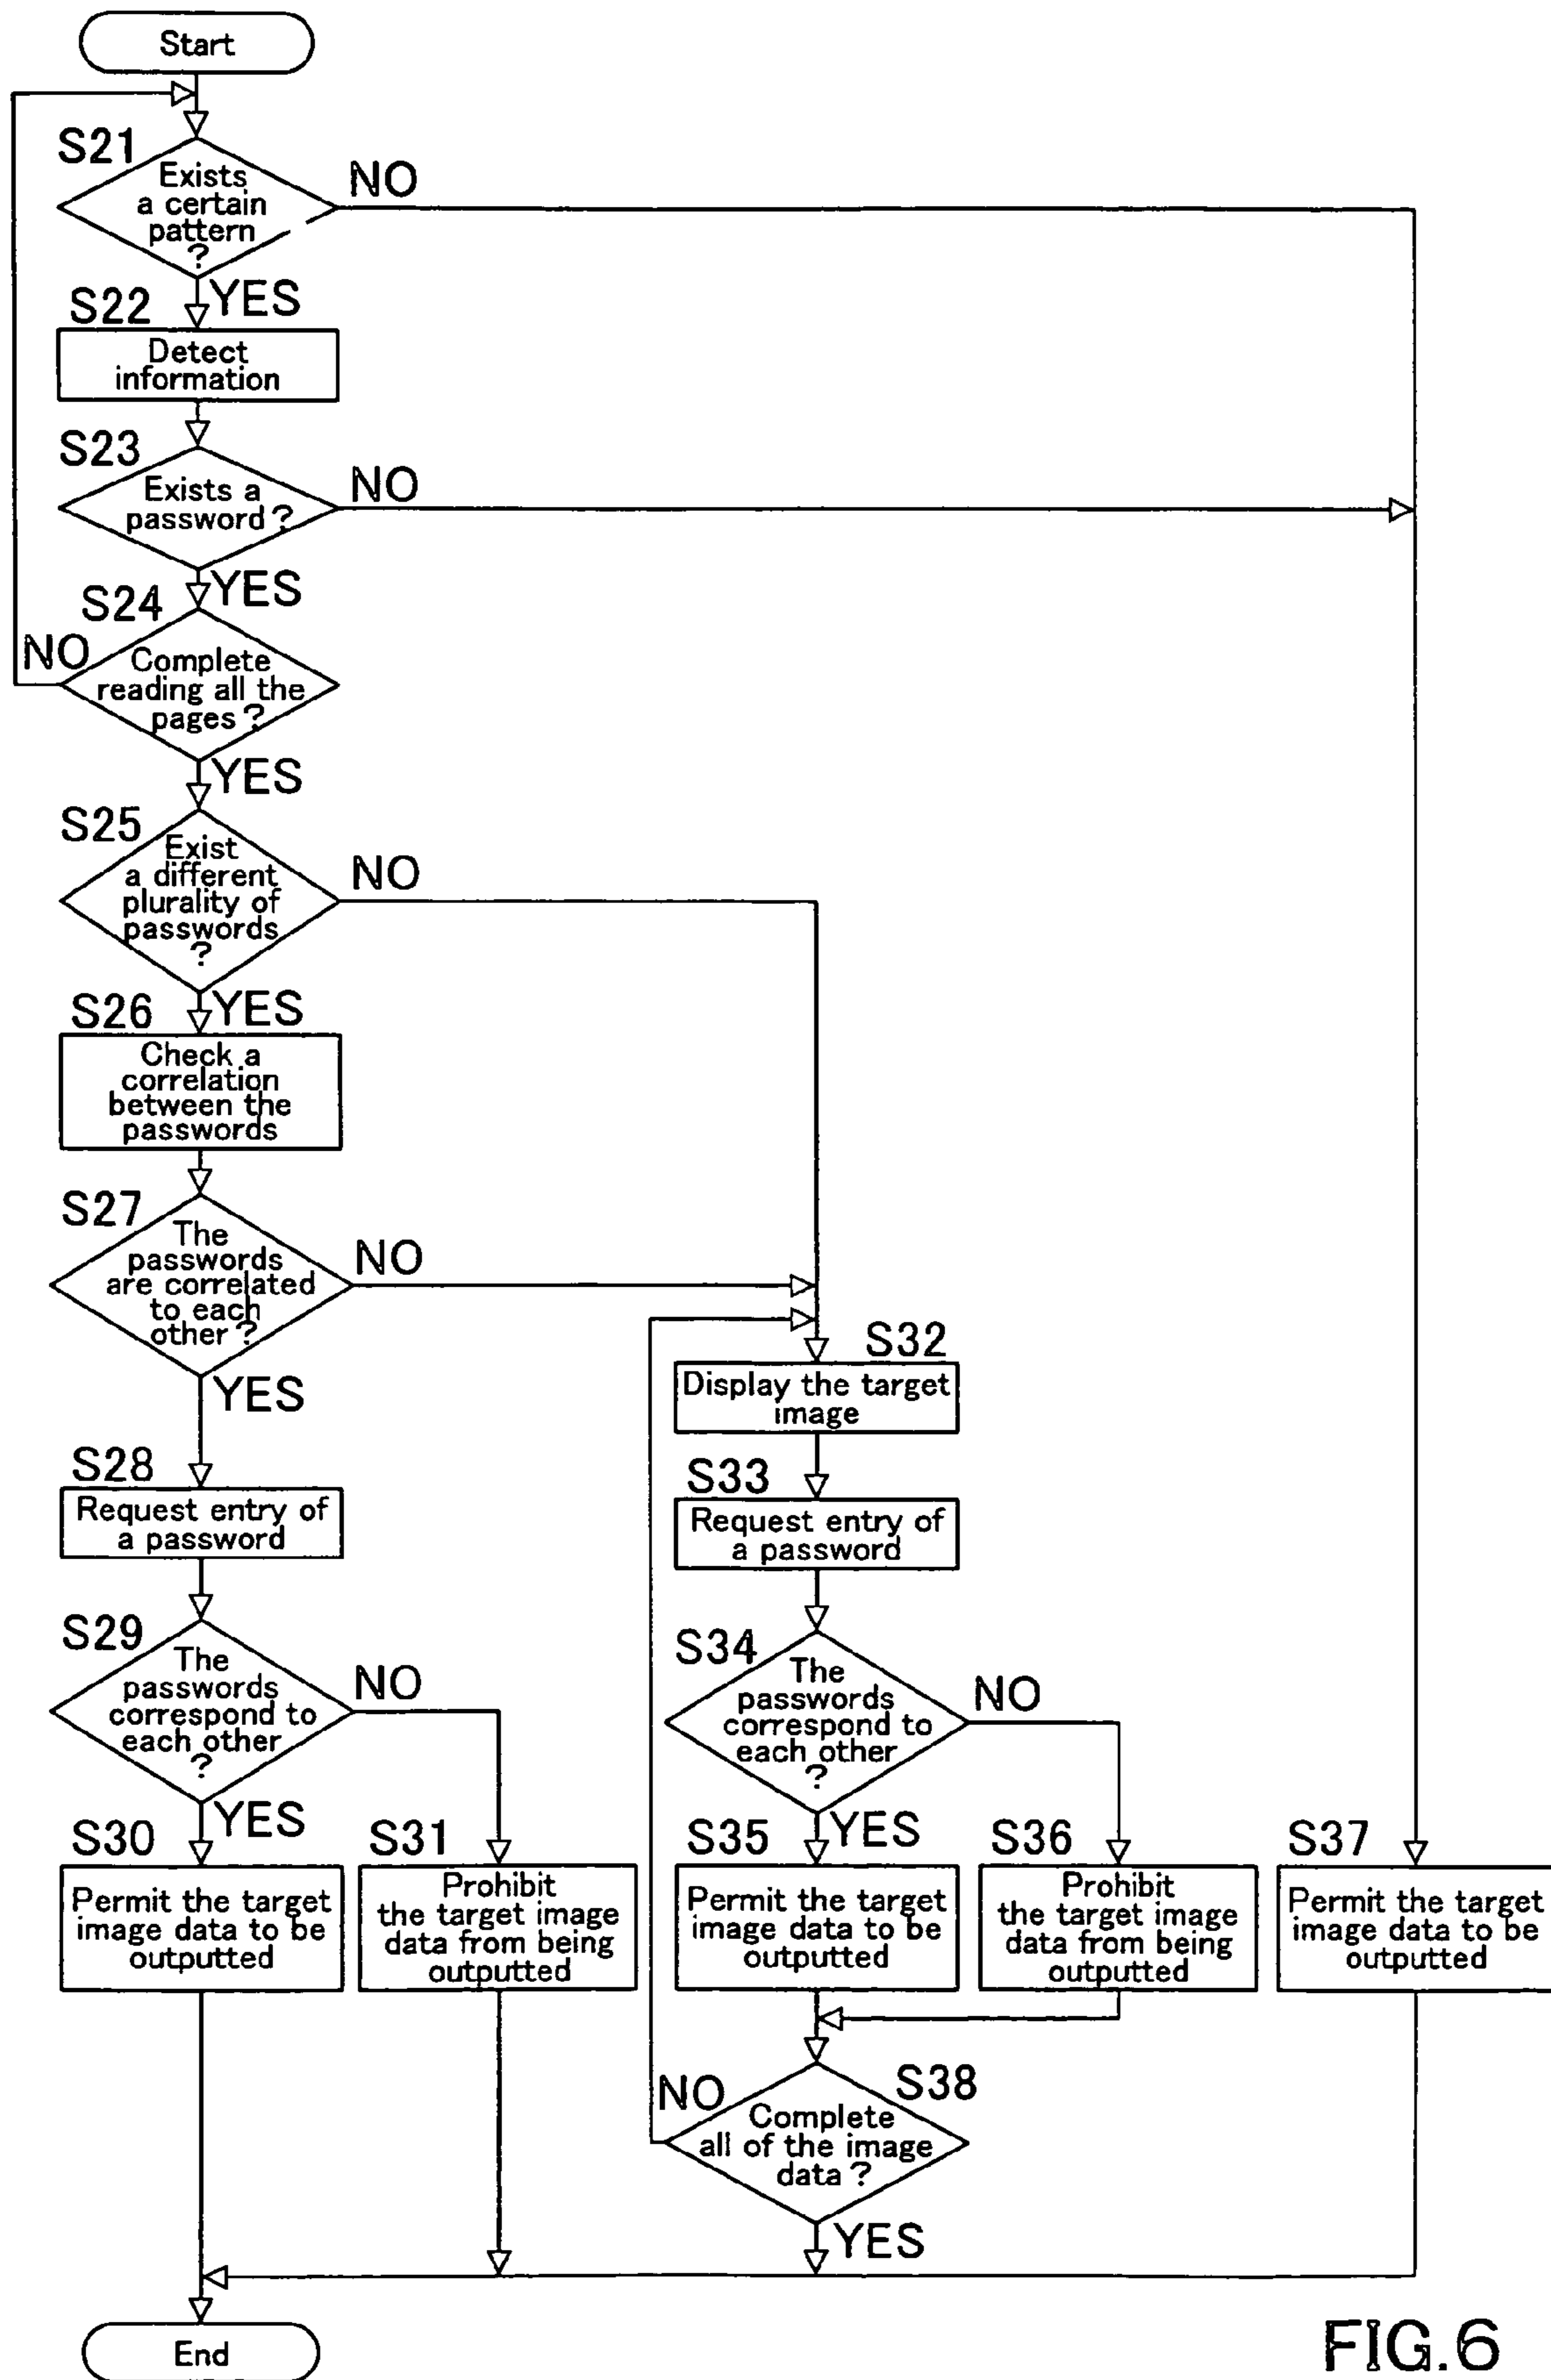 Start
S21
Exists
a certain
pattern
?
NO
YES
S22
Detect
information
S23
Exists a
password?
NO
YES
S24
NO
Complete
reading all the
pages?
YES
S25
Exist
a different
plurality of
passwords
?
NO
YES
S26
Check a
correlation
between the
passwords
S27
The
passwords
are correlated
to each
other?
NO
YES
S28
Request entry of
a password
S29
The
passwords
correspond to
each other
?
NO
YES
S30
Permit the target
image data to be
outputted
S31
Prohibit
the target image
data from being
outputted
S32
Display the target
image
S33
Request entry of
a password
S34
The
passwords
correspond to
each other
?
NO
YES
S35
Permit the target
image data to be
outputted
S36
Prohibit
the target image
data from being
outputted
S37
Permit the target
image data to be
outputted
S38
NO
Complete
all of the image
data?
YES
End
FIG.6